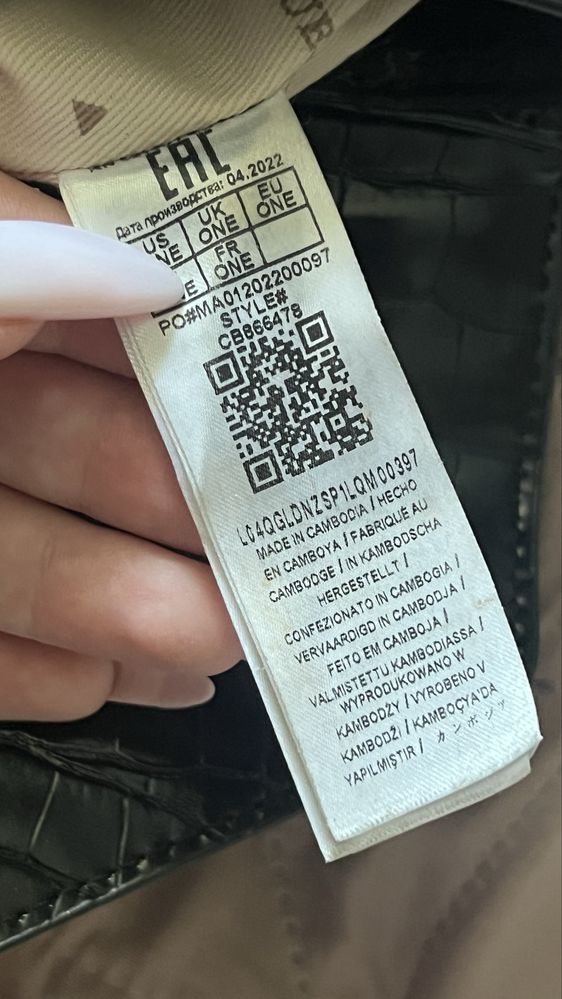 EAC
Дата производства: 04.2022
US UK EU
ONE ONE
FR
ONE
PO#MA01202200097
STYLE#
CB866478
L04QGLDNZSP1LQM00397
MADE IN CAMBODIA / HECHO
EN CAMBOYA / FABRIQUÉ AU
CAMBODGE / IN KAMBODSCHA
HERGESTELLT /
CONFEZIONATO IN CAMBOGIA /
VERVAARDIGD IN CAMBODJA /
FEITO EM CAMBOJA /
VALMISTETTU KAMBODIASSA /
WYPRODUKOWANO W
KAMBODŻY / VYROBENO V
KAMBODŽI / KAMBOÇYA'DA
YAPILMIŞTIR / カンボジア